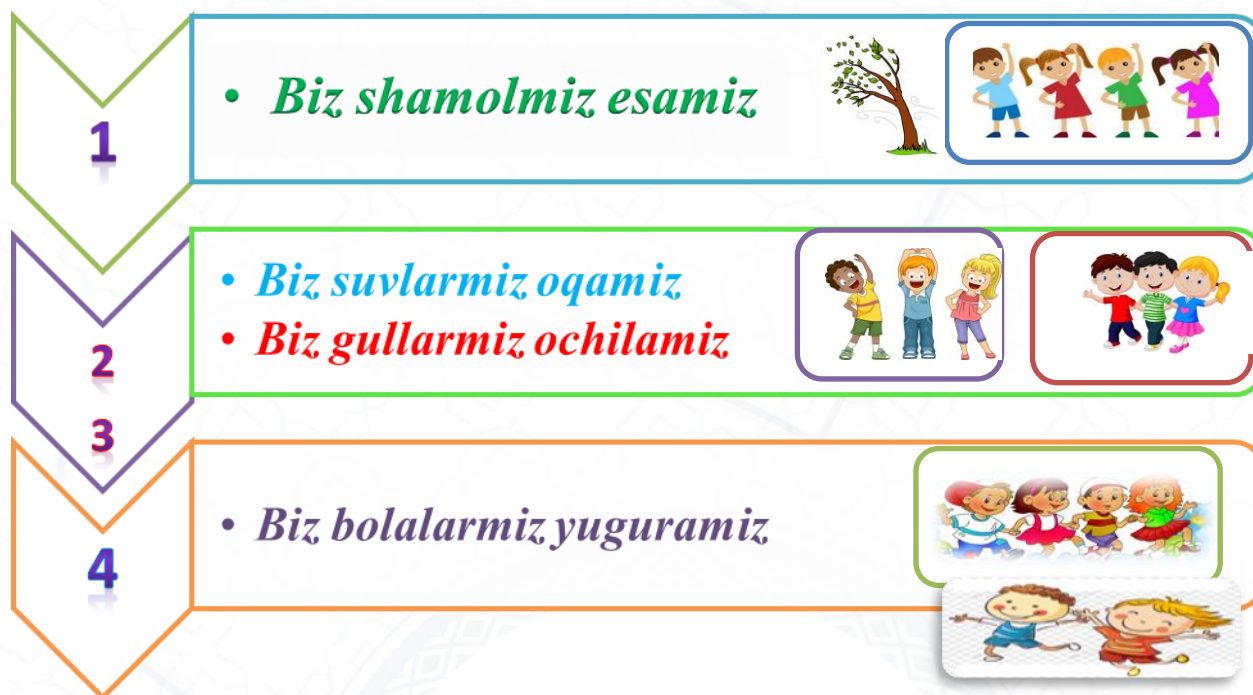 1
• Biz shamolmiz esamiz
2
• Biz suvlarmiz oqamiz
3
• Biz gullarmiz ochilamiz
4
• Biz bolalarmiz yuguramiz